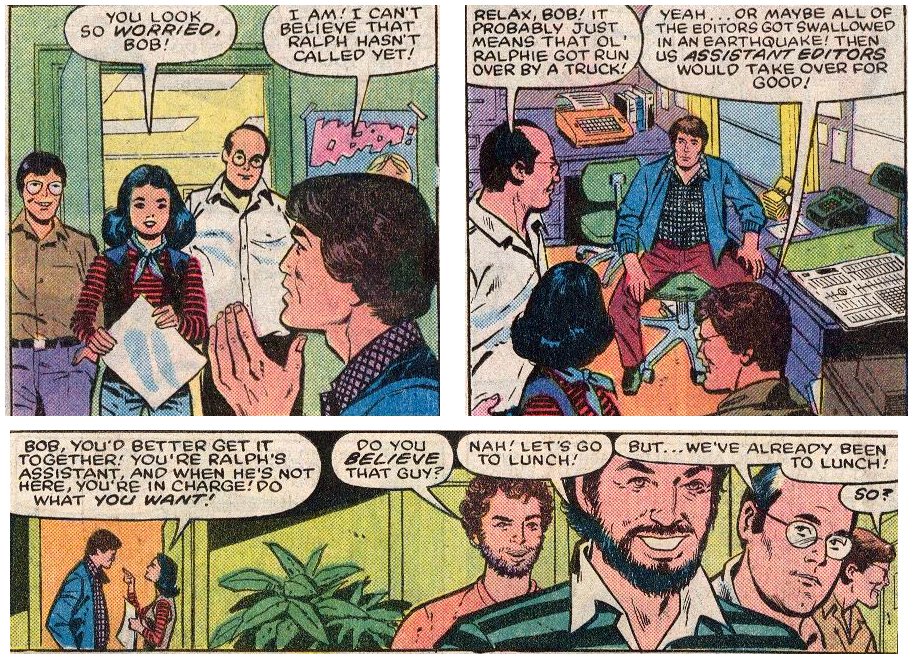 YOU LOOK
SO WORRIED,
BOB!
I AM! I CAN'T
BELIEVE THAT
RALPH HASN'T
CALLED YET!
RELAX, BOB! IT
PROBABLY JUST
MEANS THAT OL'
RALPHIE GOT RUN
OVER BY A TRUCK!
YEAH...OR MAYBE ALL OF
THE EDITORS GOT SWALLOWED
IN AN EARTHQUAKE! THEN
US ASSISTANT EDITORS
WOULD TAKE OVER FOR
GOOD!
BOB, YOU'D BETTER GET IT
TOGETHER! YOU'RE RALPH'S
ASSISTANT, AND WHEN HE'S NOT
HERE, YOU'RE IN CHARGE! DO
WHAT YOU WANT!
DO YOU
BELIEVE
THAT GUY?
NAH! LET'S GO
TO LUNCH!
BUT...WE'VE ALREADY BEEN
TO LUNCH!
SO?